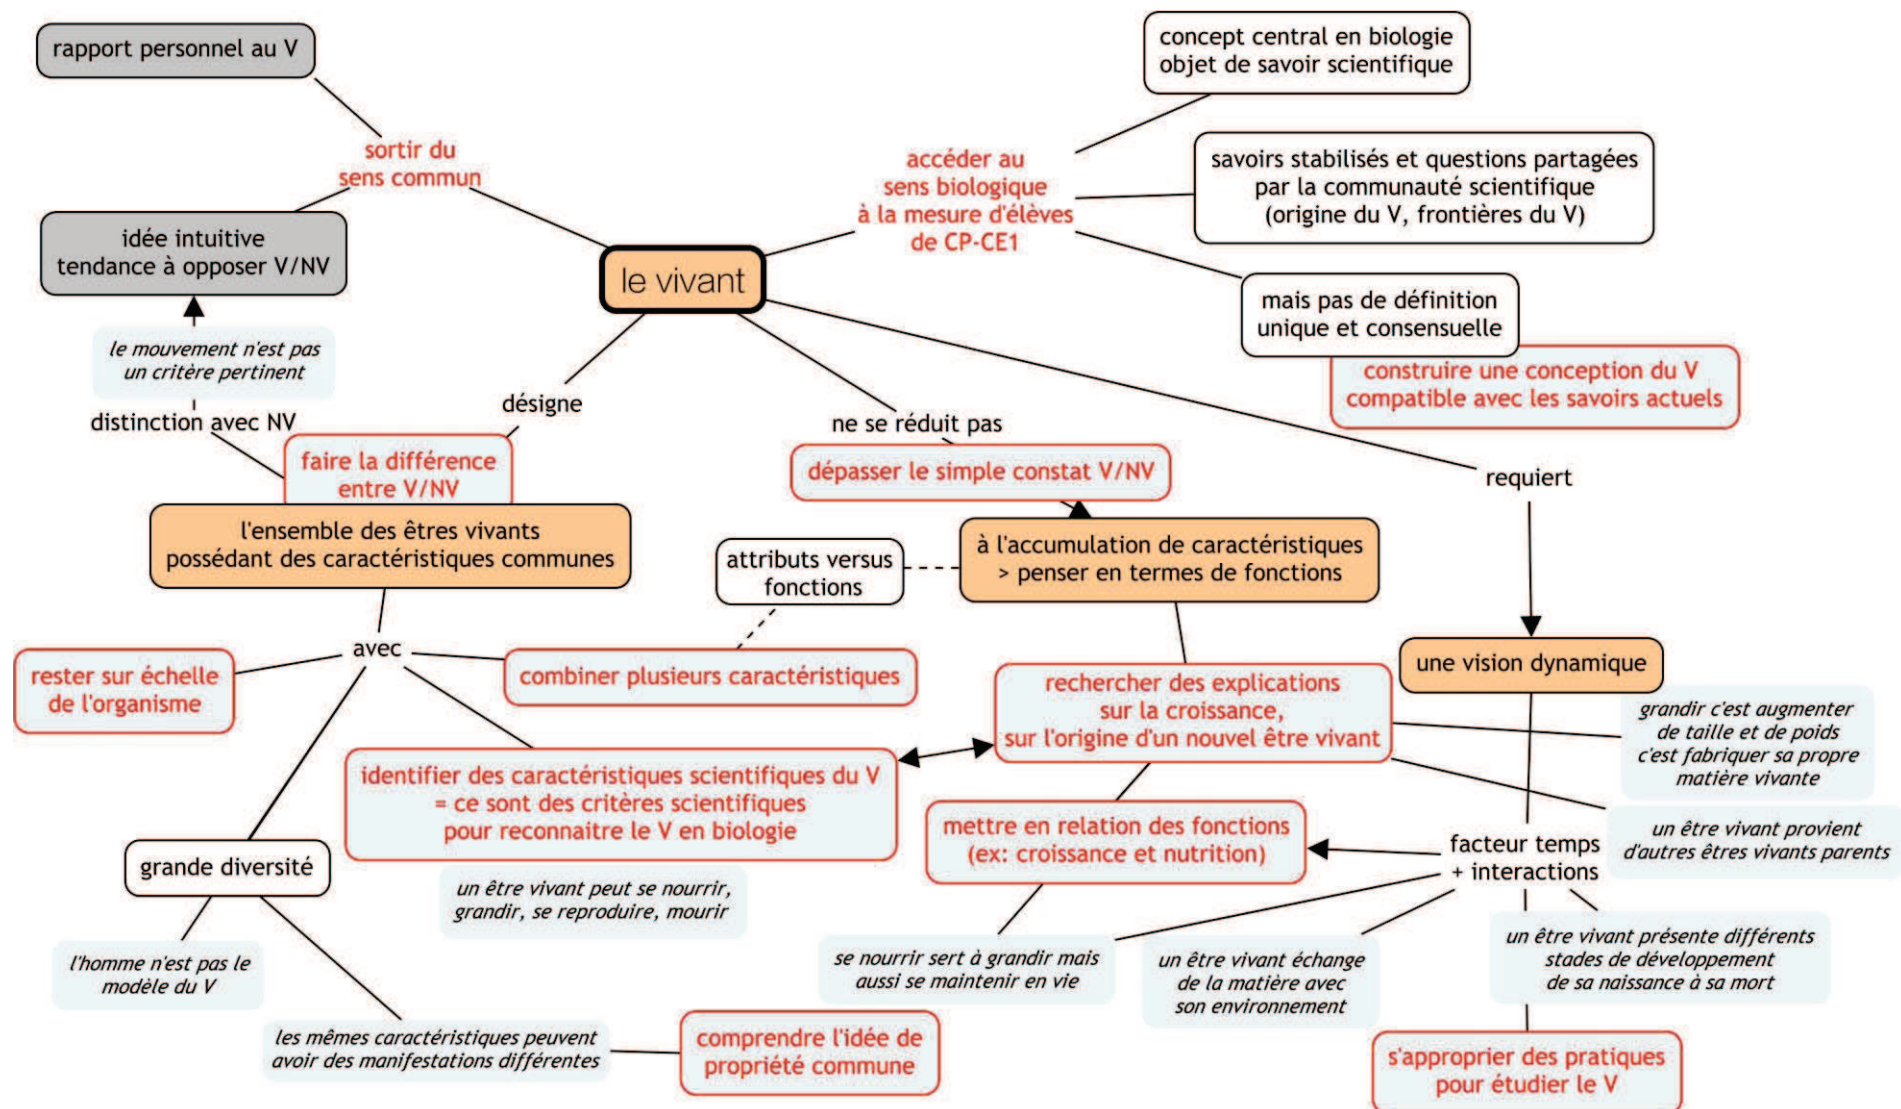 rapport personnel au V
concept central en biologie
objet de savoir scientifique
sortir du
sens commun
accéder au
sens biologique
à la mesure d'élèves
de CP-CE1
savoirs stabilisés et questions partagées
par la communauté scientifique
(origine du V, frontières du V)
idée intuitive
tendance à opposer V/NV
le vivant
mais pas de définition
unique et consensuelle
construire une conception du V
compatible avec les savoirs actuels
le mouvement n'est pas
un critère pertinent
distinction avec NV
désigne
ne se réduit pas
requiert
faire la différence
entre V/NV
dépasser le simple constat V/NV
l'ensemble des êtres vivants
possédant des caractéristiques communes
attributs versus
fonctions
à l'accumulation de caractéristiques
> penser en termes de fonctions
avec
rester sur échelle
de l'organisme
combiner plusieurs caractéristiques
rechercher des explications
sur la croissance,
sur l'origine d'un nouvel être vivant
une vision dynamique
grandir c'est augmenter
de taille et de poids
c'est fabriquer sa propre
matière vivante
identifier des caractéristiques scientifiques du V
= ce sont des critères scientifiques
pour reconnaitre le V en biologie
mettre en relation des fonctions
(ex: croissance et nutrition)
facteur temps
+ interactions
un être vivant provient
d'autres êtres vivants parents
grande diversité
un être vivant peut se nourrir,
grandir, se reproduire, mourir
l'homme n'est pas le
modèle du V
se nourrir sert à grandir mais
aussi se maintenir en vie
un être vivant échange
de la matière avec
son environnement
un être vivant présente différents
stades de développement
de sa naissance à sa mort
les mêmes caractéristiques peuvent
avoir des manifestations différentes
comprendre l'idée de
propriété commune
s'approprier des pratiques
pour étudier le V